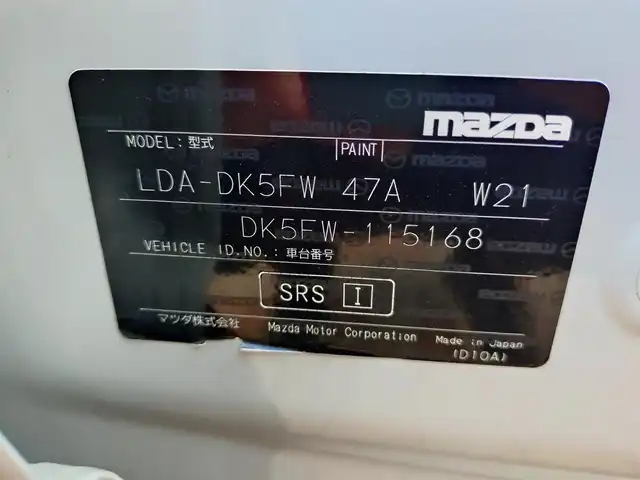 mazda
MODEL:型式 PAINT
LDA-DK5FW 47A W21
DK5FW-115168
VEHICLE ID.NO.:車台番号
SRS I
マツダ株式会社 Mazda Motor Corporation Made in Japan
(D10A)